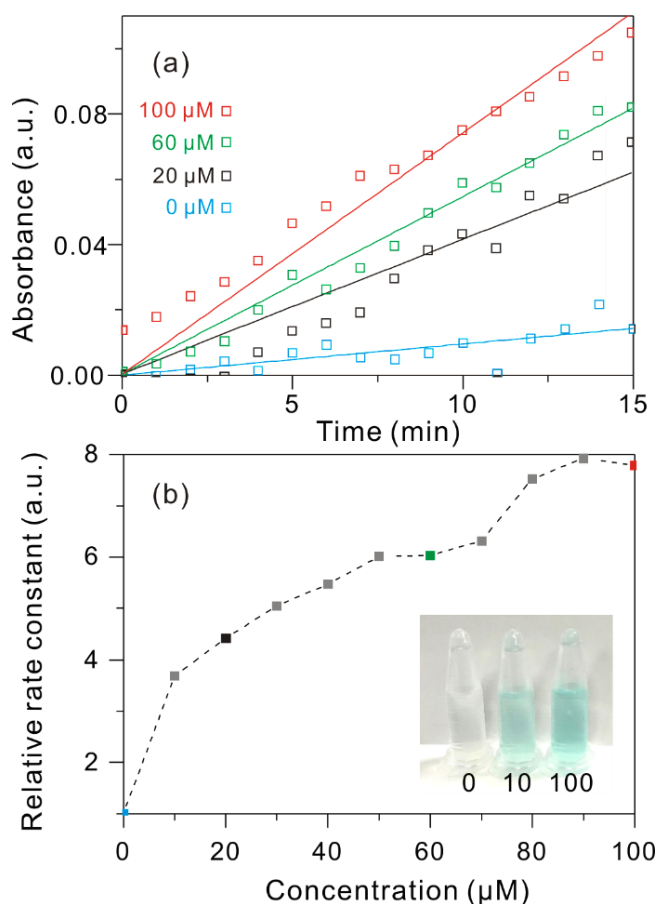 (a)
100 μM
60 μM
20 μM
0 μM
Absorbance (a.u.)
0.08
0.04
0.00
0 5 10 15
Time (min)
(b)
Relative rate constant (a.u.)
8
6
4
2
0 10 100
0 20 40 60 80 100
Concentration (μM)